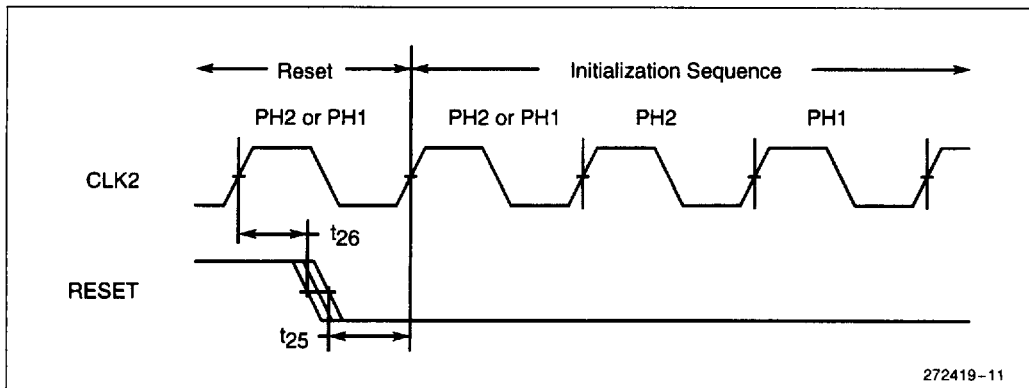 Reset
Initialization Sequence
PH2 or PH1
PH2 or PH1
PH2
PH1
CLK2
t26
RESET
t25
272419-11